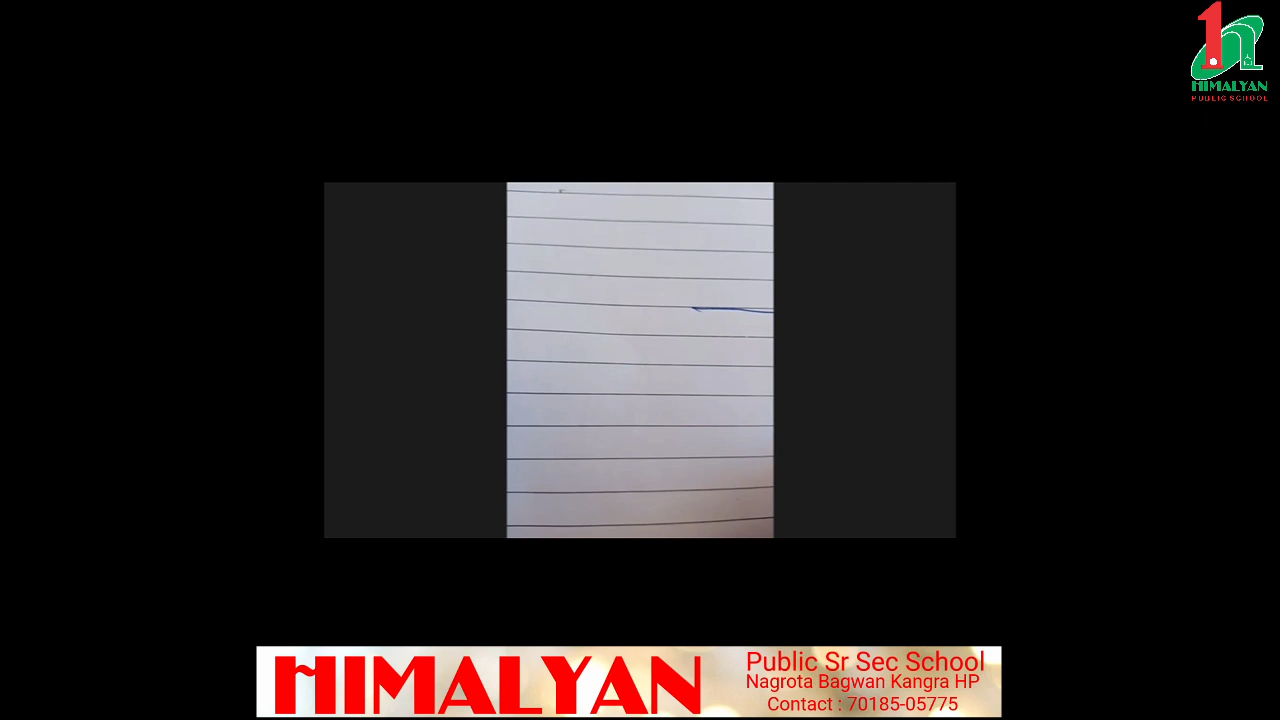 HIMALYAN
PUBLIC SCHOOL
HIMALYAN
Public Sr Sec School
Nagrota Bagwan Kangra HP
Contact : 70185-05775